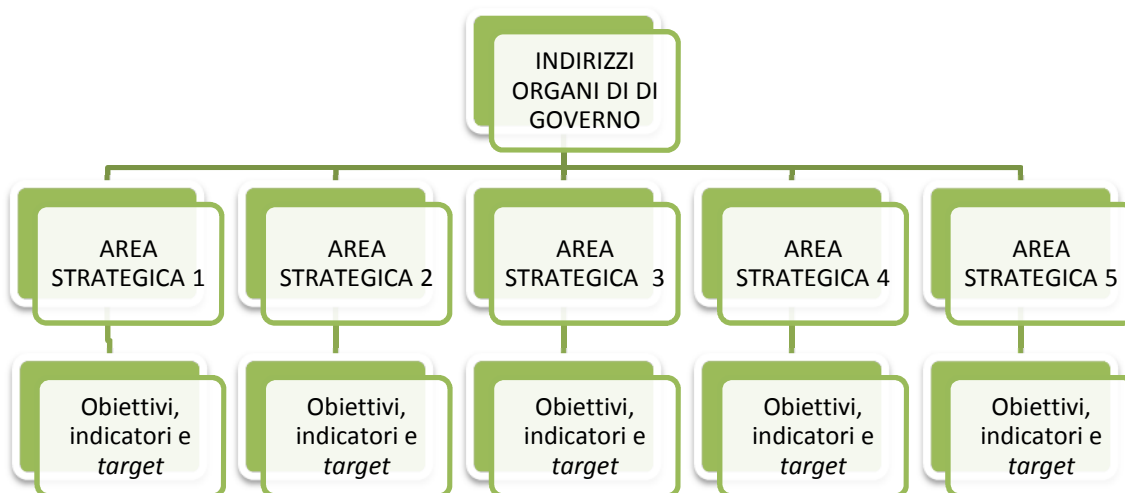 INDIRIZZI
ORGANI DI DI
GOVERNO
AREA
STRATEGICA 1
AREA
STRATEGICA 2
AREA
STRATEGICA  3
AREA
STRATEGICA 4
AREA
STRATEGICA 5
Obiettivi,
indicatori e
target
Obiettivi,
indicatori e
target
Obiettivi,
indicatori e
target
Obiettivi,
indicatori e
target
Obiettivi,
indicatori e
target